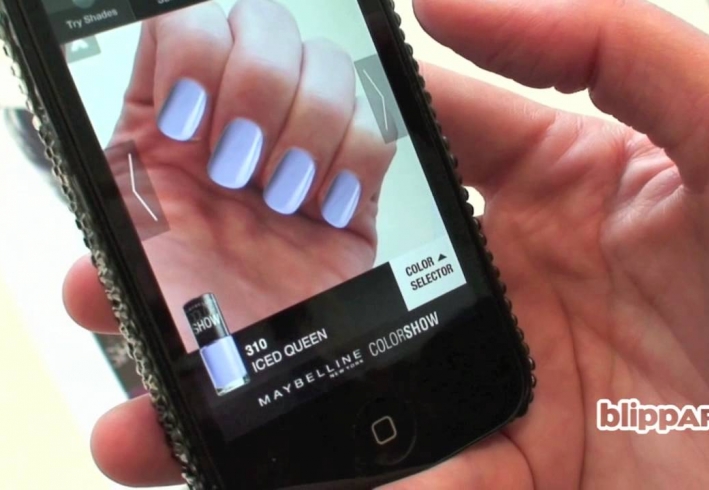 Try Shades
COLOR
SELECTOR
SHOW
310
ICED QUEEN
MAYBELLINE
NEW YORK
COLORSHOW
blippAR